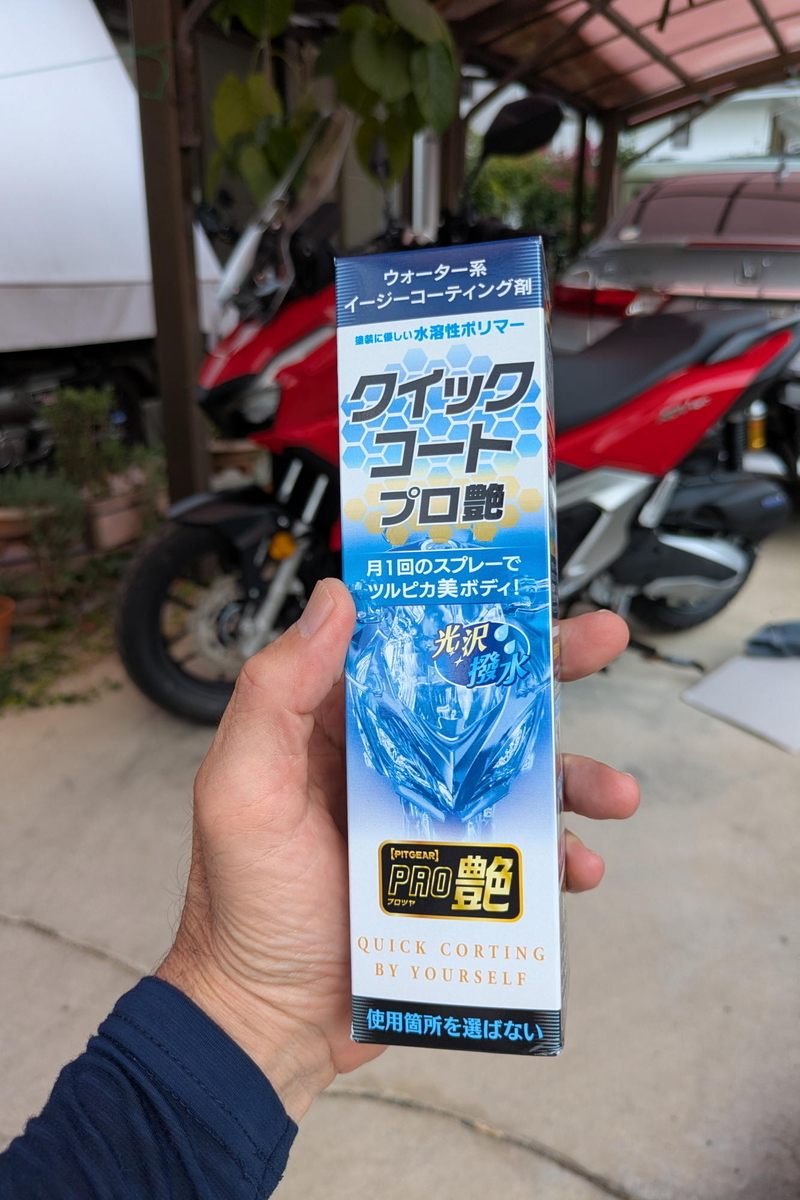 ウォーター系
イージーコーティング剤
塗装に優しい水溶性ポリマー
クイック
コート
プロ艶
月1回のスプレーで
ツルピカ美ボディ!
光沢
撥水
[PITGEAR]
PRO艶
プロツヤ
QUICK CORTING
BY YOURSELF
使用箇所を選ばない